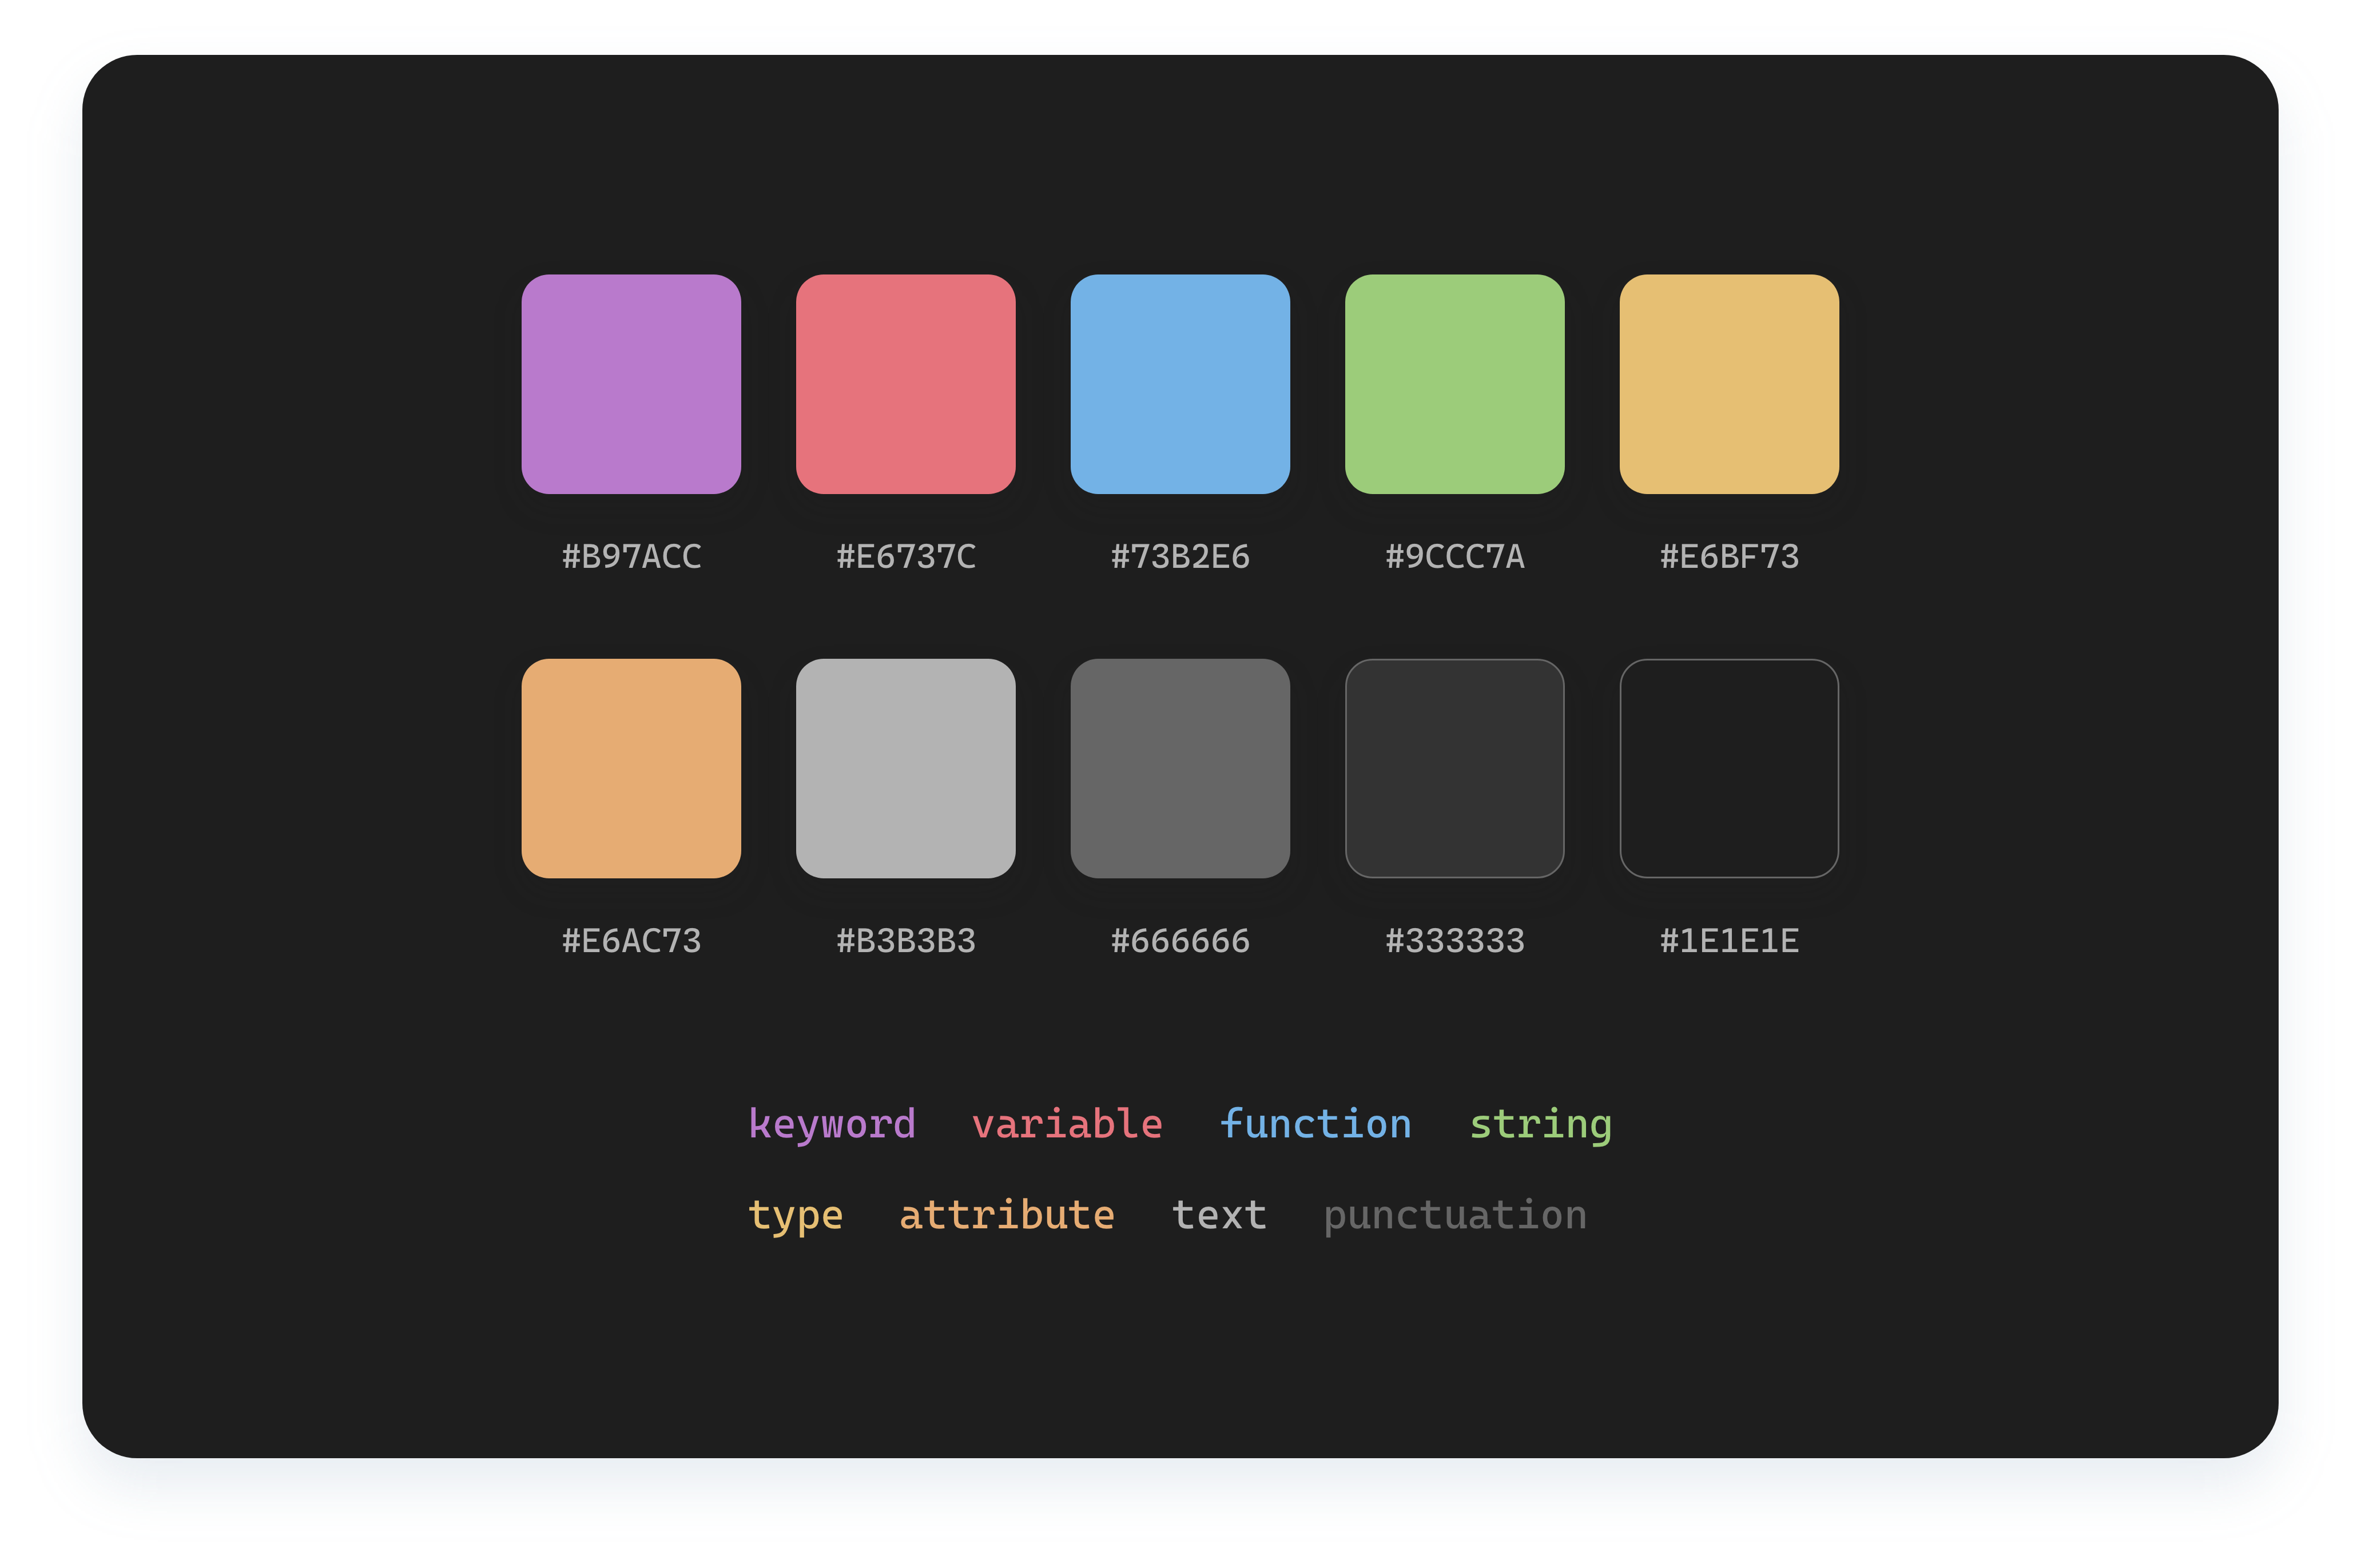 #B97ACC #E6737C #73B2E6 #9CCC7A #E6BF73
#E6AC73 #B3B3B3 #666666 #333333 #1E1E1E
keyword variable function string
type attribute text punctuation